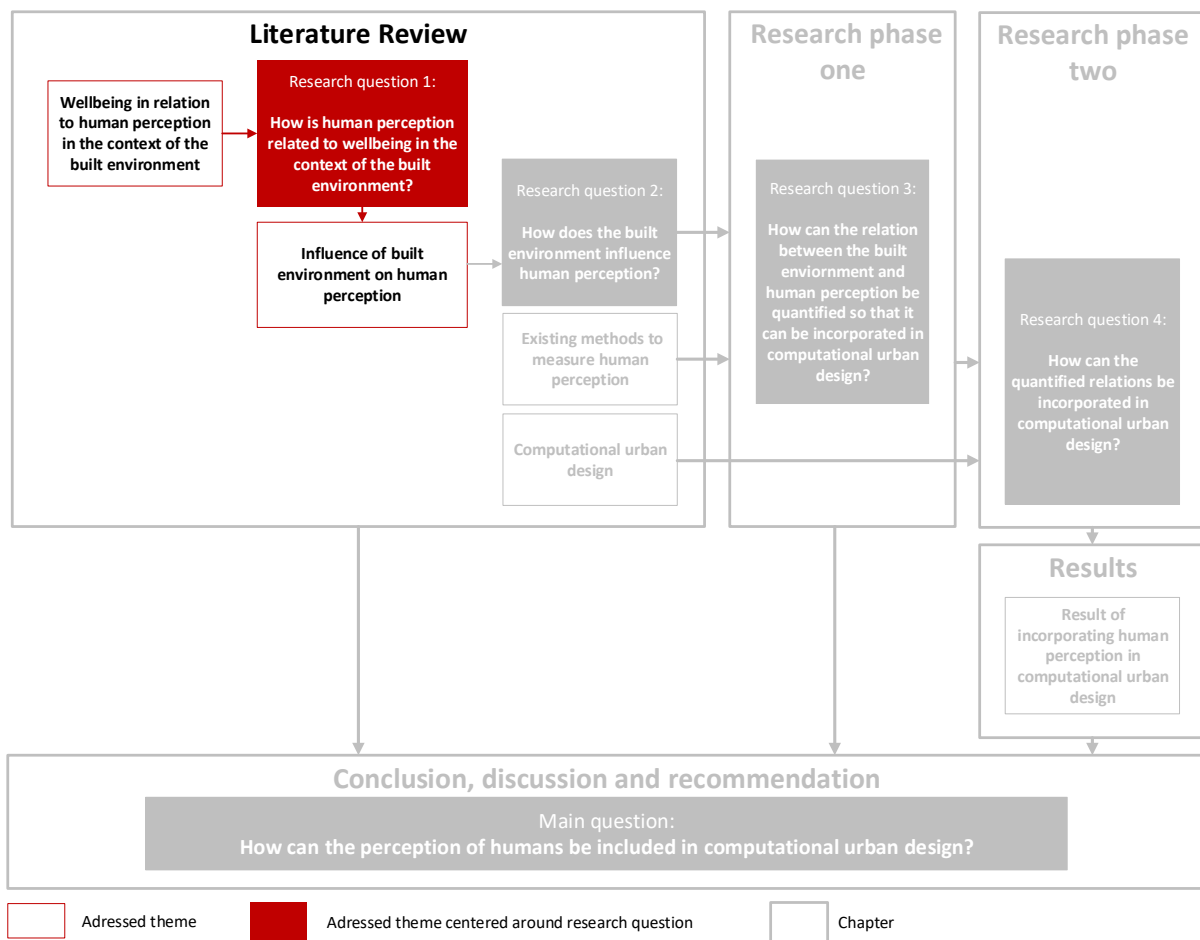 Literature Review
Wellbeing in relation
to human perception
in the context of the
built environment
Research question 1:
How is human perception
related to wellbeing in the
context of the built
environment?
Influence of built
environment on human
perception
Research question 2:
How does the built
environment influence
human perception?
Existing methods to
measure human
perception
Computational urban
design
Research phase
one
Research question 3:
How can the relation
between the built
enviornment and
human perception be
quantified so that it
can be incorporated in
computational urban
design?
Research phase
two
Research question 4:
How can the
quantified relations be
incorporated in
computational urban
design?
Results
Result of
incorporating human
perception in
computational urban
design
Conclusion, discussion and recommendation
Main question:
How can the perception of humans be included in computational urban design?
Adressed theme
Adressed theme centered around research question
Chapter